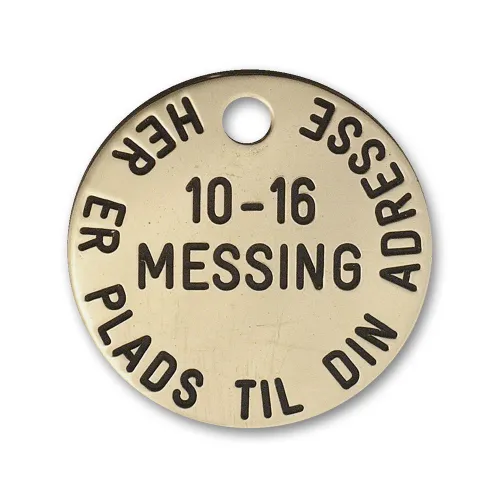 10-16
MESSING
HER ER PLADS TIL DIN ADRESSE